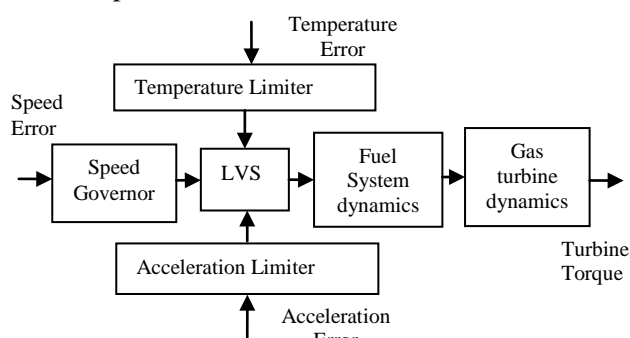 Temperature
Error
Temperature Limiter
Speed
Error
Speed
Governor
LVS
Fuel
System
dynamics
Gas
turbine
dynamics
Turbine
Torque
Acceleration Limiter
Acceleration